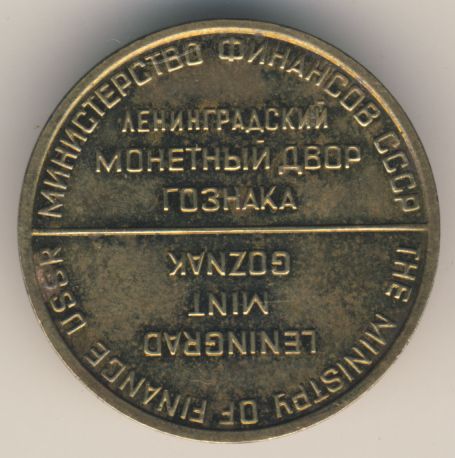 МИНИСТЕРСТВО ФИНАНСОВ СССР
ЛЕНИНГРАДСКИЙ
МОНЕТНЫЙ ДВОР
ГОЗНАКА
THE MINISTRY OF FINANCE USSR
LENINGRAD
MINT
GOZNAK